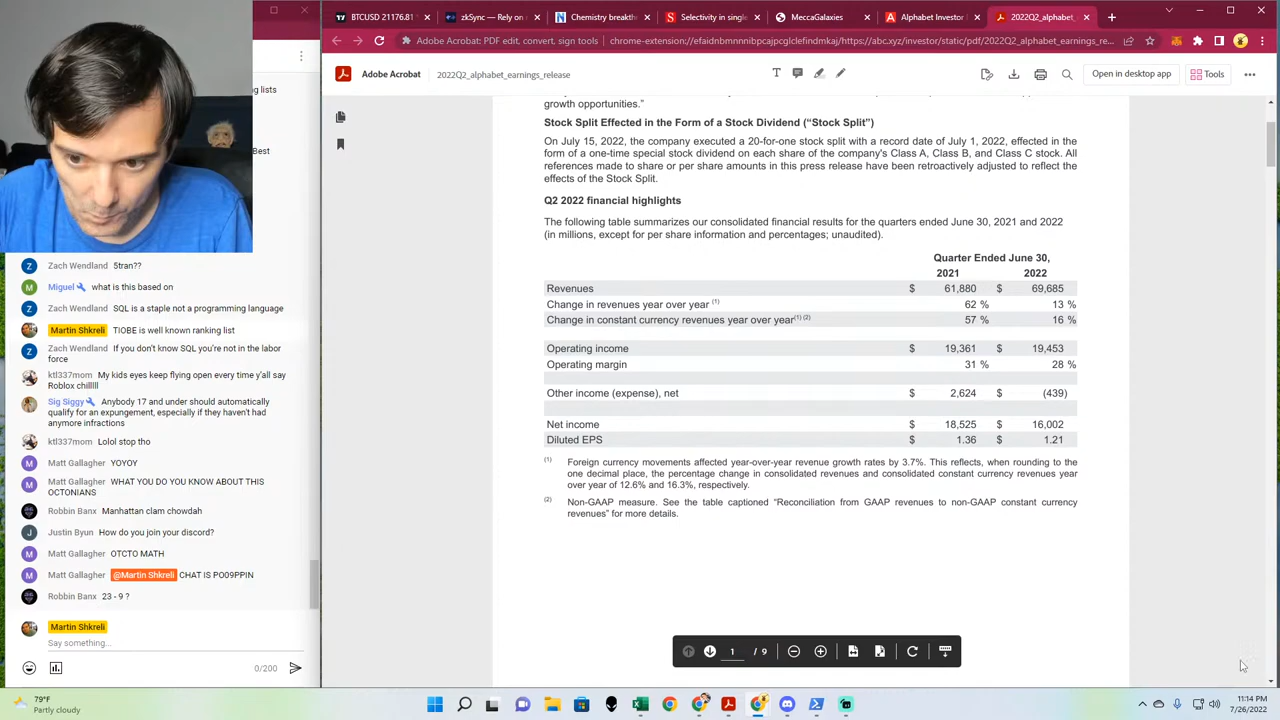 BTCUSD 21176.81
zkSync — Rely on
Chemistry breakth
Selectivity in singl
MeccaGalaxies
Alphabet Investor
2022Q2_alphabet_
Adobe Acrobat: PDF edit, convert, sign tools | chrome-extension://efaidnbmnnnibpcajpcglclefindmkaj/https://abc.xyz/investor/static/pdf/2022Q2_alphabet_earnings_re...
Adobe Acrobat 2022Q2_alphabet_earnings_release
Open in desktop app
Tools
ng lists
Best
Zach Wendland 5tran??
Miguel what is this based on
Zach Wendland SQL is a staple not a programming language
Martin Shkreli TIOBE is well known ranking list
Zach Wendland If you don't know SQL you're not in the labor
force
ktl337mom My kids eyes keep flying open every time y'all say
Roblox chilllll
Sig Siggy Anybody 17 and under should automatically
qualify for an expungement, especially if they haven't had
anymore infractions
ktl337mom Lolol stop tho
Matt Gallagher YOYOY
Matt Gallagher WHAT YOU DO YOU KNOW ABOUT THIS
OCTONIANS
Robbin Banx Manhattan clam chowdah
Justin Byun How do you join your discord?
Matt Gallagher OTCTO MATH
Matt Gallagher @Martin Shkreli CHAT IS PO09PPIN
Robbin Banx 23 - 9 ?
Martin Shkreli
Say something...
0/200
growth opportunities.”
Stock Split Effected in the Form of a Stock Dividend (“Stock Split”)
On July 15, 2022, the company executed a 20-for-one stock split with a record date of July 1, 2022, effected in the
form of a one-time special stock dividend on each share of the company's Class A, Class B, and Class C stock. All
references made to share or per share amounts in this press release have been retroactively adjusted to reflect the
effects of the Stock Split.
Q2 2022 financial highlights
The following table summarizes our consolidated financial results for the quarters ended June 30, 2021 and 2022
(in millions, except for per share information and percentages; unaudited).
Quarter Ended June 30,
2021 2022
Revenues $ 61,880 $ 69,685
Change in revenues year over year (1) 62 % 13 %
Change in constant currency revenues year over year(1) (2) 57 % 16 %
Operating income $ 19,361 $ 19,453
Operating margin 31 % 28 %
Other income (expense), net $ 2,624 $ (439)
Net income $ 18,525 $ 16,002
Diluted EPS $ 1.36 $ 1.21
(1) Foreign currency movements affected year-over-year revenue growth rates by 3.7%. This reflects, when rounding to the
one decimal place, the percentage change in consolidated revenues and consolidated constant currency revenues year
over year of 12.6% and 16.3%, respectively.
(2) Non-GAAP measure. See the table captioned “Reconciliation from GAAP revenues to non-GAAP constant currency
revenues” for more details.
1 / 9
79°F
Partly cloudy
11:14 PM
7/26/2022